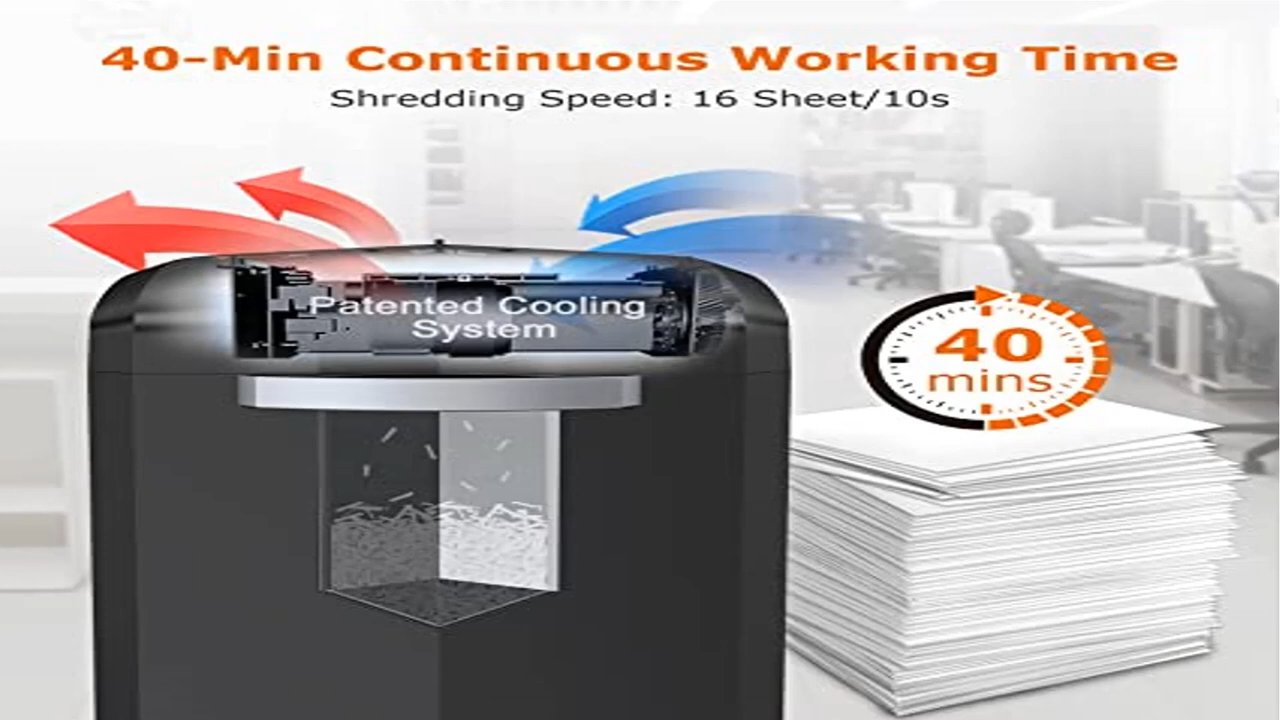 40-Min Continuous Working Time
Shredding Speed: 16 Sheet/10s
Patented Cooling
System
40
mins